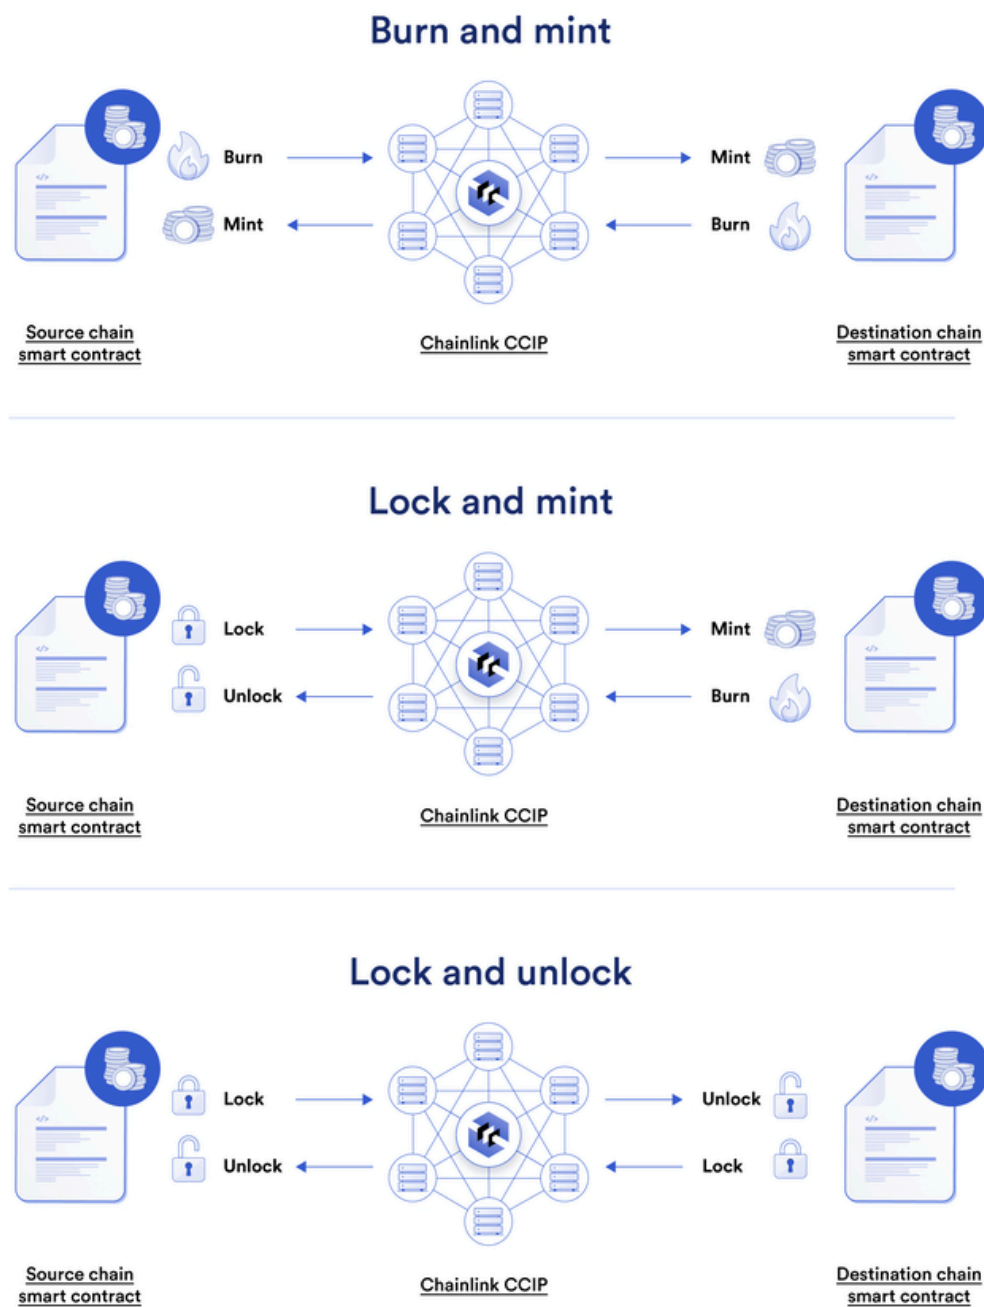 Burn and mint
</>
Burn
Mint
Mint
Burn
</>
Source chain
smart contract
Chainlink CCIP
Destination chain
smart contract
Lock and mint
</>
Lock
Unlock
Mint
Burn
</>
Source chain
smart contract
Chainlink CCIP
Destination chain
smart contract
Lock and unlock
</>
Lock
Unlock
Unlock
Lock
</>
Source chain
smart contract
Chainlink CCIP
Destination chain
smart contract